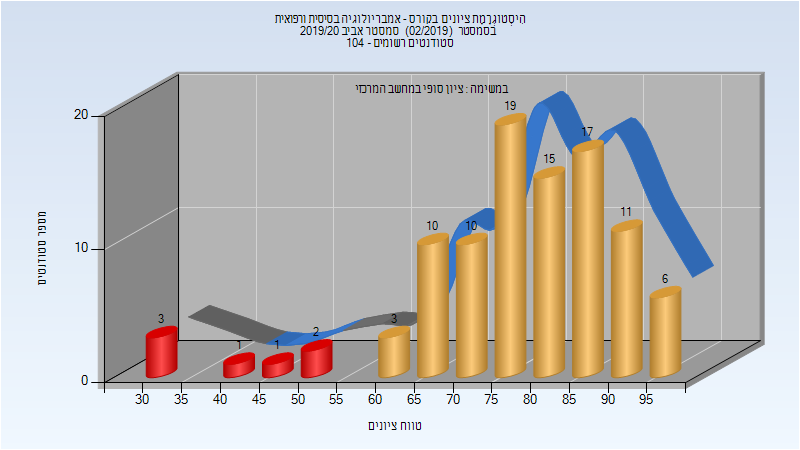 היסטוגרמת ציונים בקורס - אמבריולוגיה בסיסית ורפואית
בסמסטר (02/2019) סמסטר אביב 2019/20
סטודנטים רשומים - 104
במשימה : ציון סופי במחשב המרכזי
מספר סטודנטים
20
10
0
3
1
1
2
3
10
10
19
15
17
11
6
30 35 40 45 50 55 60 65 70 75 80 85 90 95
טווח ציונים